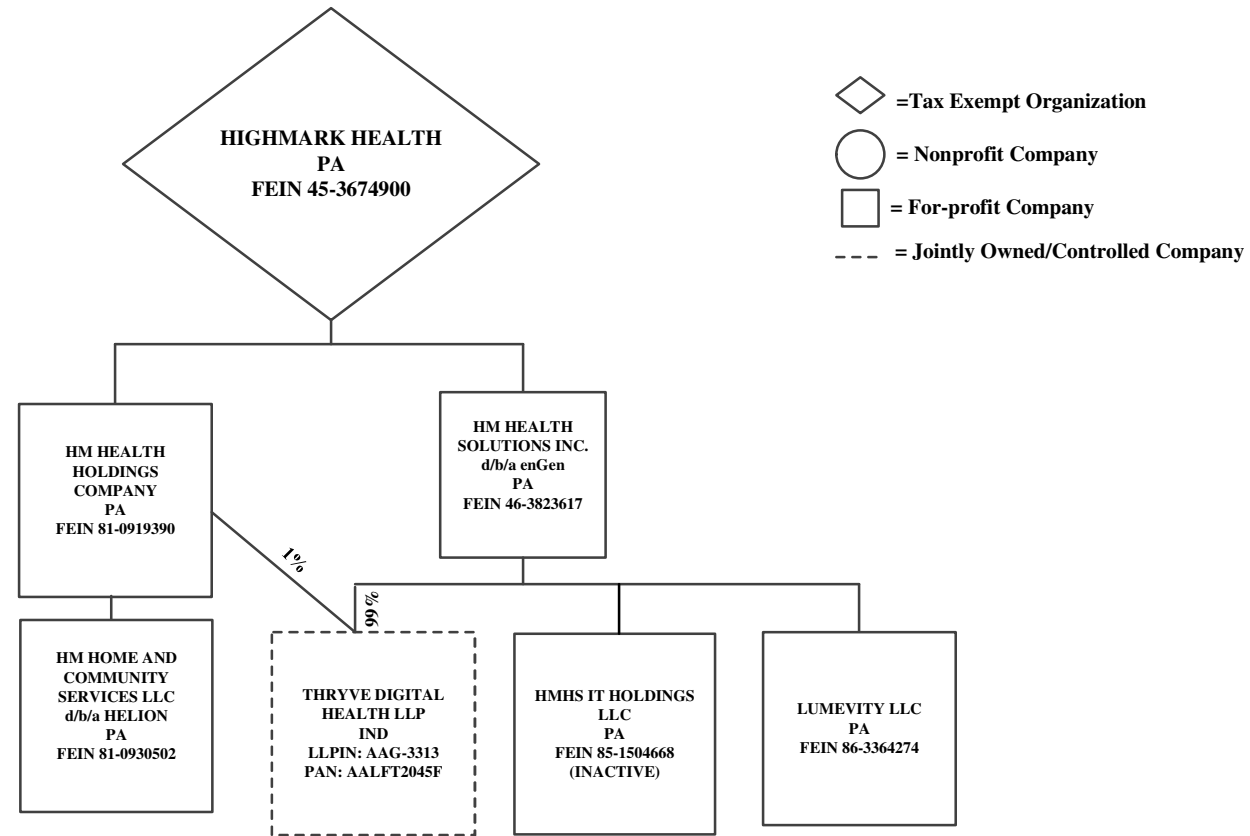 HIGHMARK HEALTH
PA
FEIN 45-3674900
=Tax Exempt Organization
= Nonprofit Company
= For-profit Company
= Jointly Owned/Controlled Company
HM HEALTH
HOLDINGS
COMPANY
PA
FEIN 81-0919390
HM HEALTH
SOLUTIONS INC.
d/b/a enGen
PA
FEIN 46-3823617
1%
99%
HM HOME AND
COMMUNITY
SERVICES LLC
d/b/a HELION
PA
FEIN 81-0930502
THRYVE DIGITAL
HEALTH LLP
IND
LLPIN: AAG-3313
PAN: AALFT2045F
HMHS IT HOLDINGS
LLC
PA
FEIN 85-1504668
(INACTIVE)
LUMEVITY LLC
PA
FEIN 86-3364274